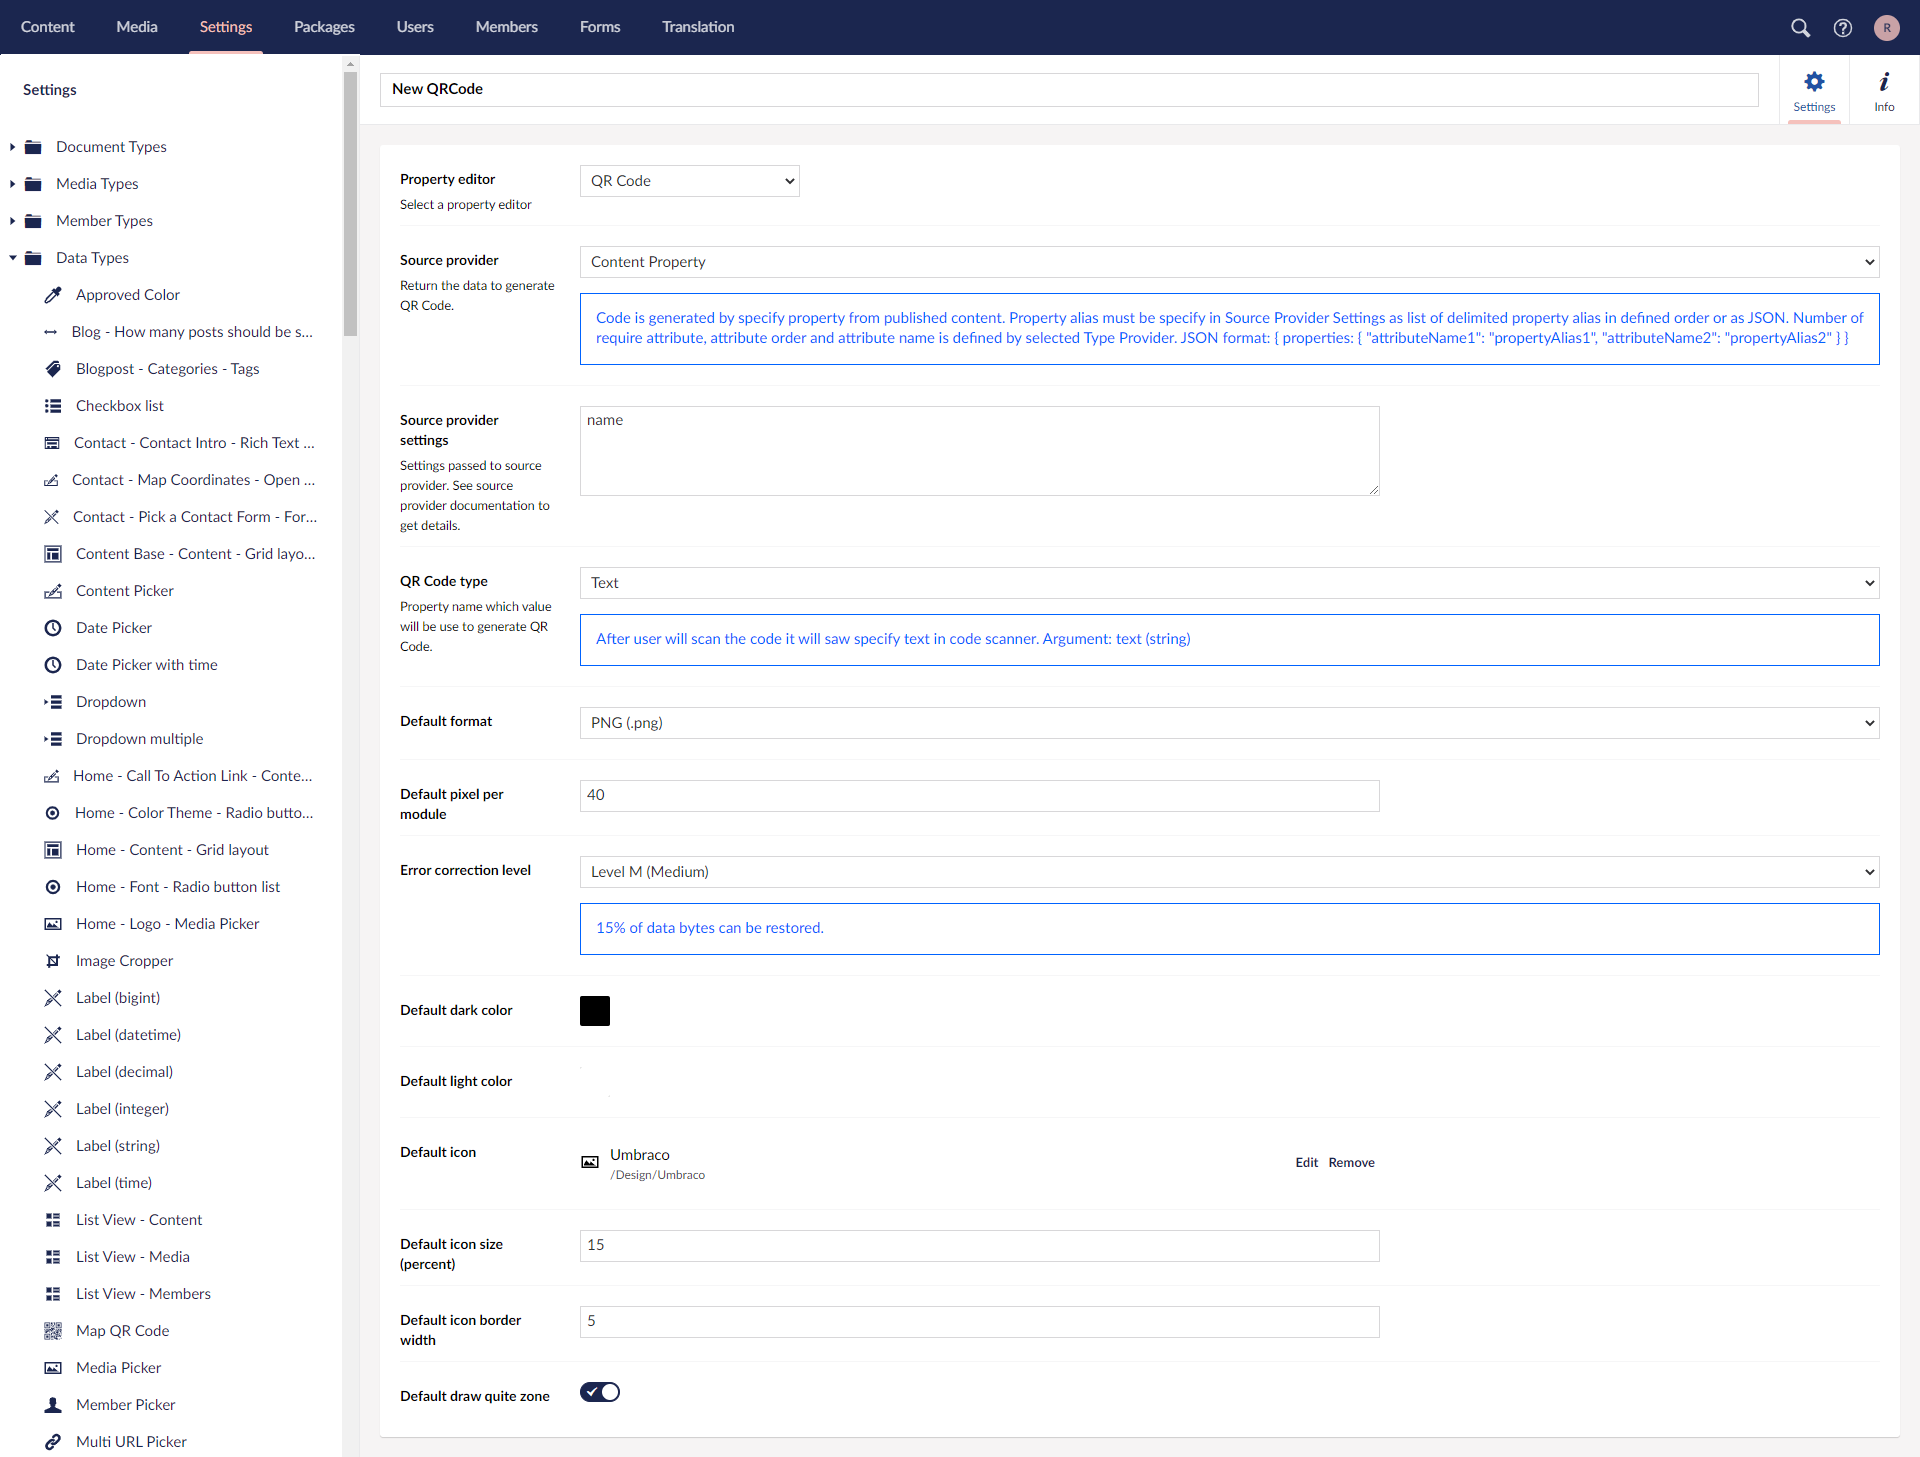 Content Media Settings Packages Users Members Forms Translation
R
Settings
Document Types
Media Types
Member Types
Data Types
Approved Color
Blog - How many posts should be s...
Blogpost - Categories - Tags
Checkbox list
Contact - Contact Intro - Rich Text ...
Contact - Map Coordinates - Open ...
Contact - Pick a Contact Form - For...
Content Base - Content - Grid layo...
Content Picker
Date Picker
Date Picker with time
Dropdown
Dropdown multiple
Home - Call To Action Link - Conte...
Home - Color Theme - Radio butto...
Home - Content - Grid layout
Home - Font - Radio button list
Home - Logo - Media Picker
Image Cropper
Label (bigint)
Label (datetime)
Label (decimal)
Label (integer)
Label (string)
Label (time)
List View - Content
List View - Media
List View - Members
Map QR Code
Media Picker
Member Picker
Multi URL Picker
New QRCode
Settings
Info
Property editor
Select a property editor
QR Code
Source provider
Return the data to generate
QR Code.
Content Property
Code is generated by specify property from published content. Property alias must be specify in Source Provider Settings as list of delimited property alias in defined order or as JSON. Number of
require attribute, attribute order and attribute name is defined by selected Type Provider. JSON format: { properties: { "attributeName1": "propertyAlias1", "attributeName2": "propertyAlias2" } }
Source provider
settings
Settings passed to source
provider. See source
provider documentation to
get details.
name
QR Code type
Property name which value
will be use to generate QR
Code.
Text
After user will scan the code it will saw specify text in code scanner. Argument: text (string)
Default format
PNG (.png)
Default pixel per
module
40
Error correction level
Level M (Medium)
15% of data bytes can be restored.
Default dark color
Default light color
Default icon
Umbraco
/Design/Umbraco
Edit Remove
Default icon size
(percent)
15
Default icon border
width
5
Default draw quite zone